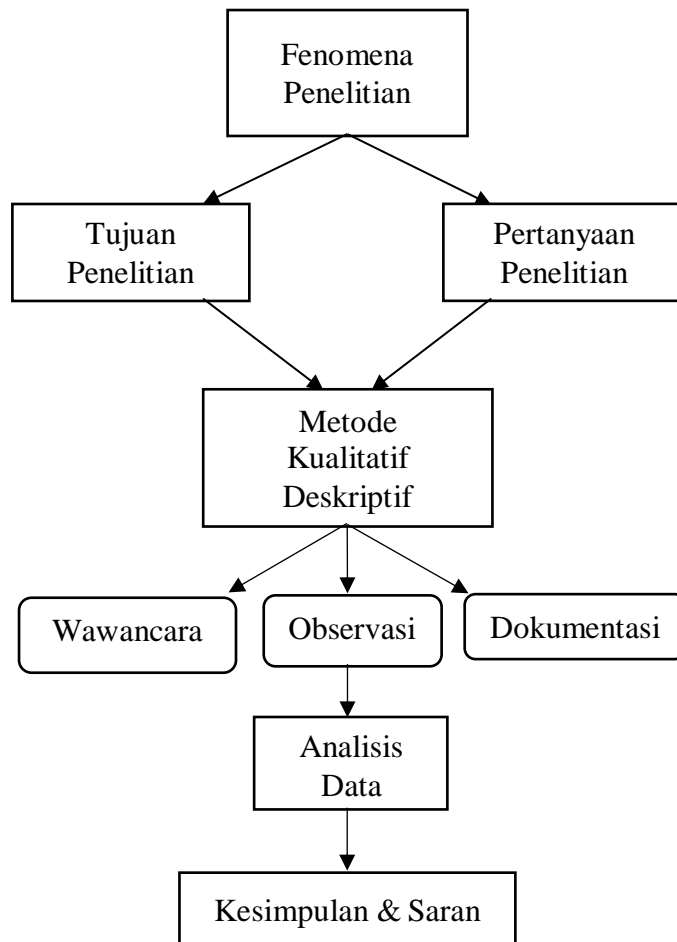 Fenomena
Penelitian
Tujuan
Penelitian
Pertanyaan
Penelitian
Metode
Kualitatif
Deskriptif
Wawancara
Observasi
Dokumentasi
Analisis
Data
Kesimpulan & Saran